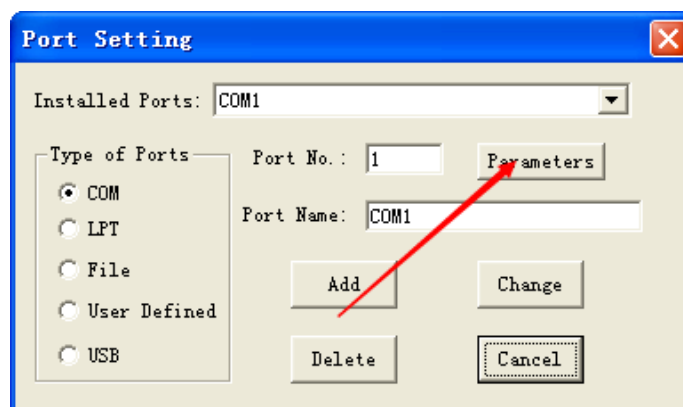 Port Setting
Installed Ports: COM1
Type of Ports
COM
LPT
File
User Defined
USB
Port No.: 1
Parameters
Port Name: COM1
Add
Change
Delete
Cancel